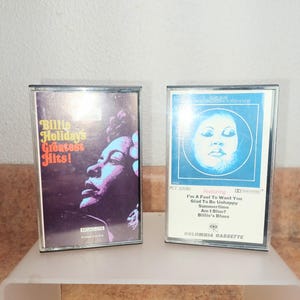 Billie
Holiday's
Greatest
Hits!
I'm A Fool To Want You
Glad To Be Unhappy
Summertime
Am I Blue?
Billie's Blues
COLUMBIA CASSETTE